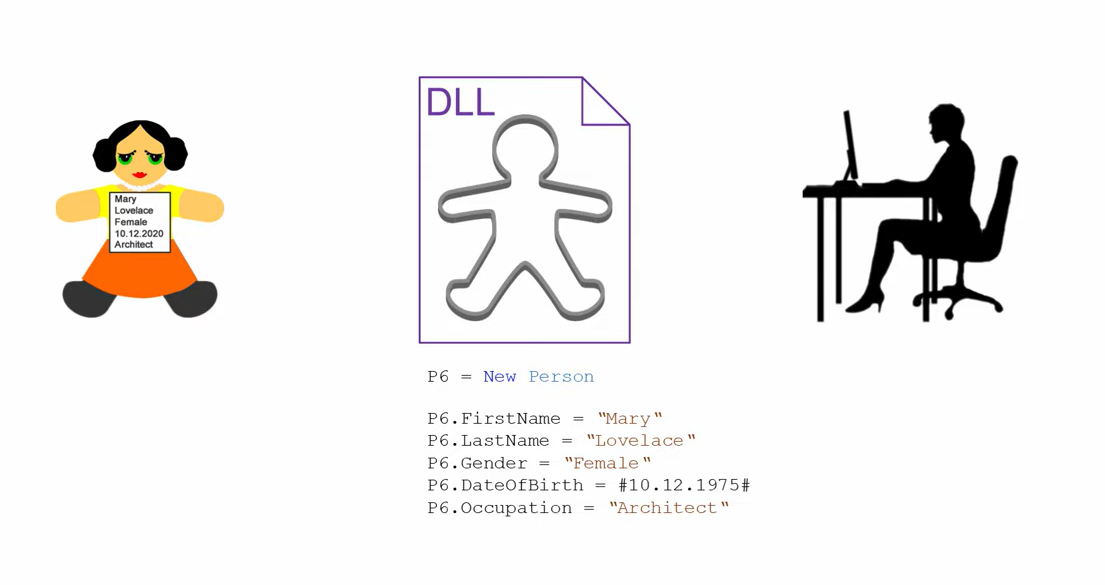 DLL
Mary
Lovelace
Female
10.12.2020
Architect
P6 = New Person
P6.FirstName = "Mary"
P6.LastName = "Lovelace"
P6.Gender = "Female"
P6.DateOfBirth = #10.12.1975#
P6.Occupation = "Architect"